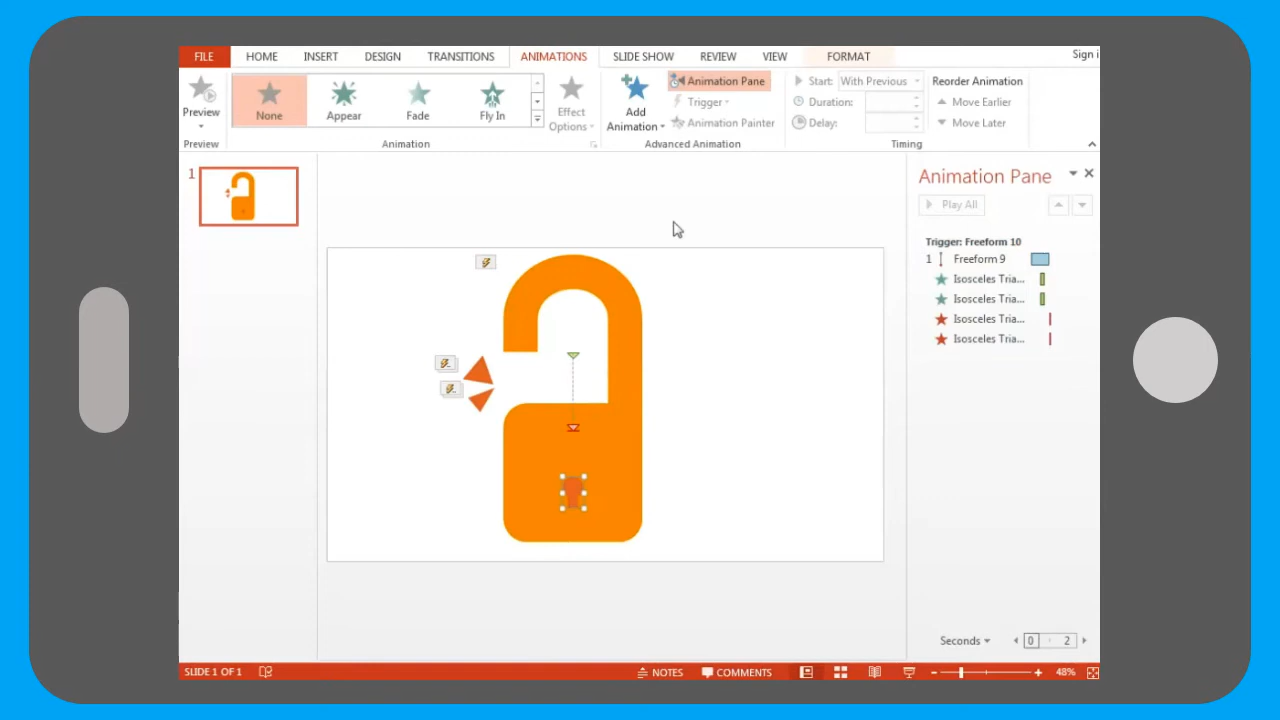 FILE HOME INSERT DESIGN TRANSITIONS ANIMATIONS SLIDE SHOW REVIEW VIEW FORMAT Sign i
Preview
None Appear Fade Fly In
Effect
Options
Add
Animation
Animation Pane
Trigger
Animation Painter
Start: With Previous
Duration:
Delay:
Reorder Animation
Move Earlier
Move Later
Preview Animation Advanced Animation Timing
1
Animation Pane
Play All
Trigger: Freeform 10
1 Freeform 9
Isosceles Tria...
Isosceles Tria...
Isosceles Tria...
Isosceles Tria...
Seconds 0 2
SLIDE 1 OF 1 NOTES COMMENTS 48%